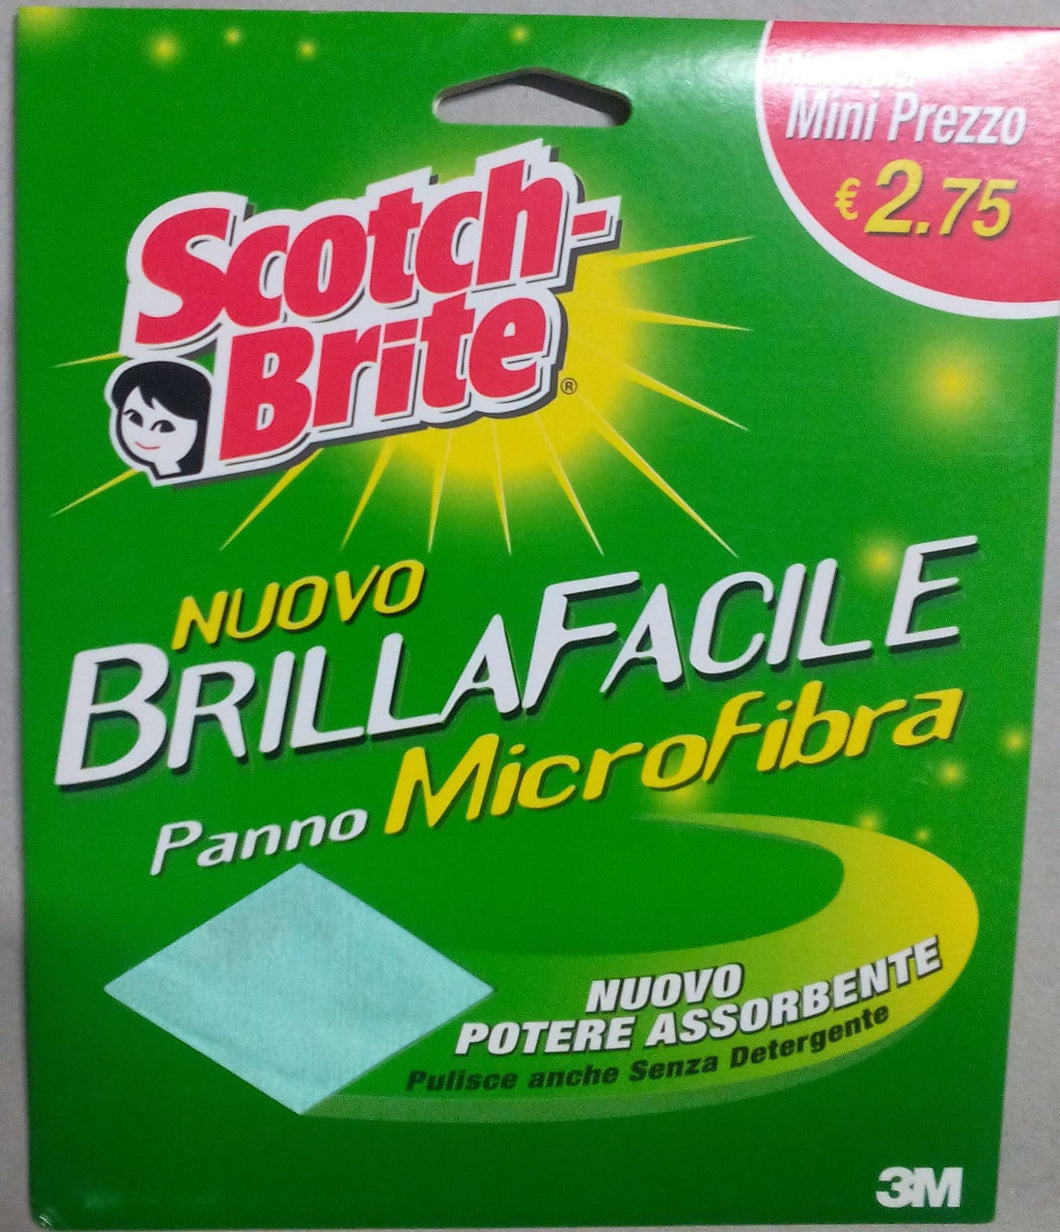 Mini Prezzo
€ 2.75
Scotch-
Brite®
NUOVO
BRILLAFACILE
Panno Microfibra
NUOVO
POTERE ASSORBENTE
Pulisce anche Senza Detergente
3M